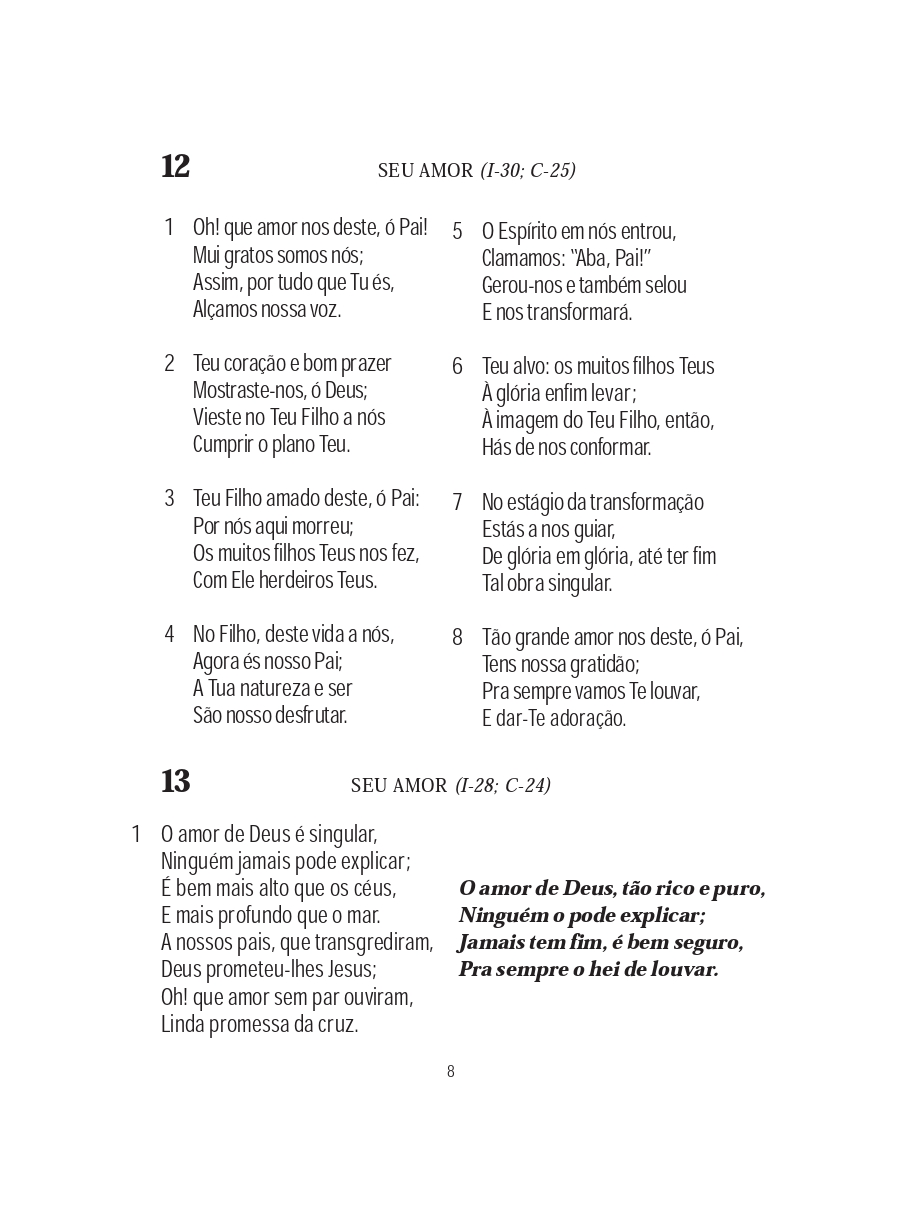 12
SEU AMOR (I-30; C-25)
1 Oh! que amor nos deste, ó Pai!
Mui gratos somos nós;
Assim, por tudo que Tu és,
Alçamos nossa voz.
2 Teu coração e bom prazer
Mostraste-nos, ó Deus;
Vieste no Teu Filho a nós
Cumprir o plano Teu.
3 Teu Filho amado deste, ó Pai:
Por nós aqui morreu;
Os muitos filhos Teus nos fez,
Com Ele herdeiros Teus.
4 No Filho, deste vida a nós,
Agora és nosso Pai;
A Tua natureza e ser
São nosso desfrutar.
5 O Espírito em nós entrou,
Clamamos: “Aba, Pai!”
Gerou-nos e também selou
E nos transformará.
6 Teu alvo: os muitos filhos Teus
À glória enfim levar;
À imagem do Teu Filho, então,
Hás de nos conformar.
7 No estágio da transformação
Estás a nos guiar,
De glória em glória, até ter fim
Tal obra singular.
8 Tão grande amor nos deste, ó Pai,
Tens nossa gratidão;
Pra sempre vamos Te louvar,
E dar-Te adoração.
13
SEU AMOR (I-28; C-24)
1 O amor de Deus é singular,
Ninguém jamais pode explicar;
É bem mais alto que os céus,
E mais profundo que o mar.
A nossos pais, que transgrediram,
Deus prometeu-lhes Jesus;
Oh! que amor sem par ouviram,
Linda promessa da cruz.
O amor de Deus, tão rico e puro,
Ninguém o pode explicar;
Jamais tem fim, é bem seguro,
Pra sempre o hei de louvar.
8